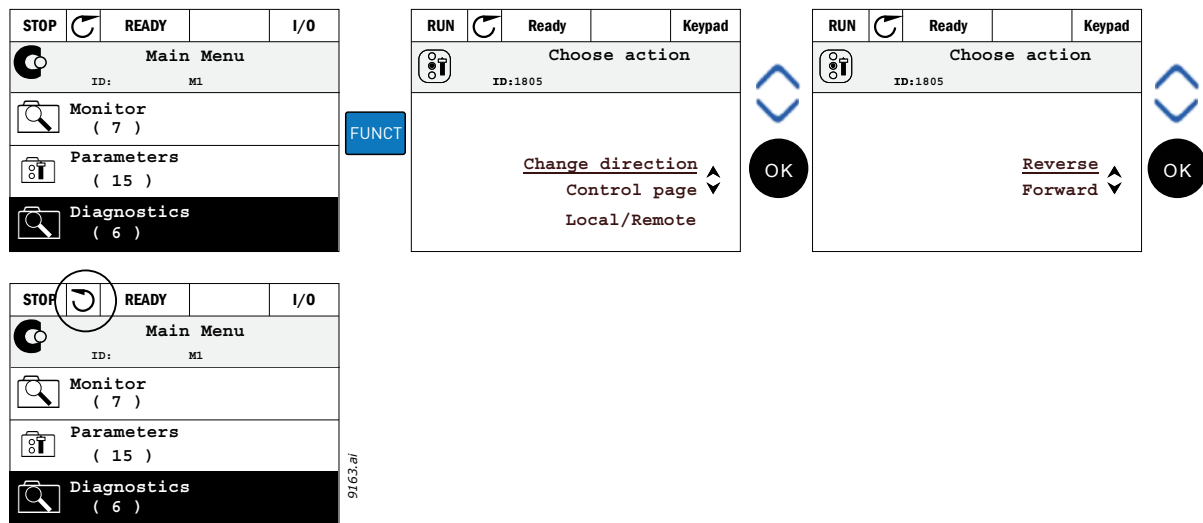 STOP READY I/O
Main Menu
ID: M1
Monitor
( 7 )
Parameters
( 15 )
Diagnostics
( 6 )
FUNCT
RUN Ready Keypad
Choose action
ID:1805
Change direction
Control page
Local/Remote
OK
RUN Ready Keypad
Choose action
ID:1805
Reverse
Forward
OK
STOP READY I/O
Main Menu
ID: M1
Monitor
( 7 )
Parameters
( 15 )
Diagnostics
( 6 )
9163.ai